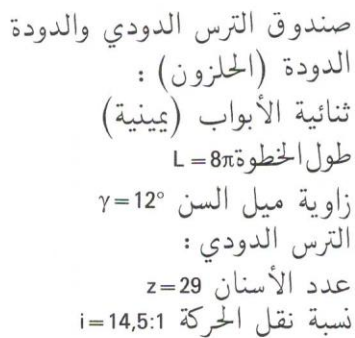 صندوق الترس الدودي والدودة
الدودة (الحلزون) :
ثنائية الأبواب (يمينية)
طول الخطوة L = 8π
زاوية ميل السن γ = 12°
الترس الدودي :
عدد الأسنان z = 29
نسبة نقل الحركة i = 14,5:1